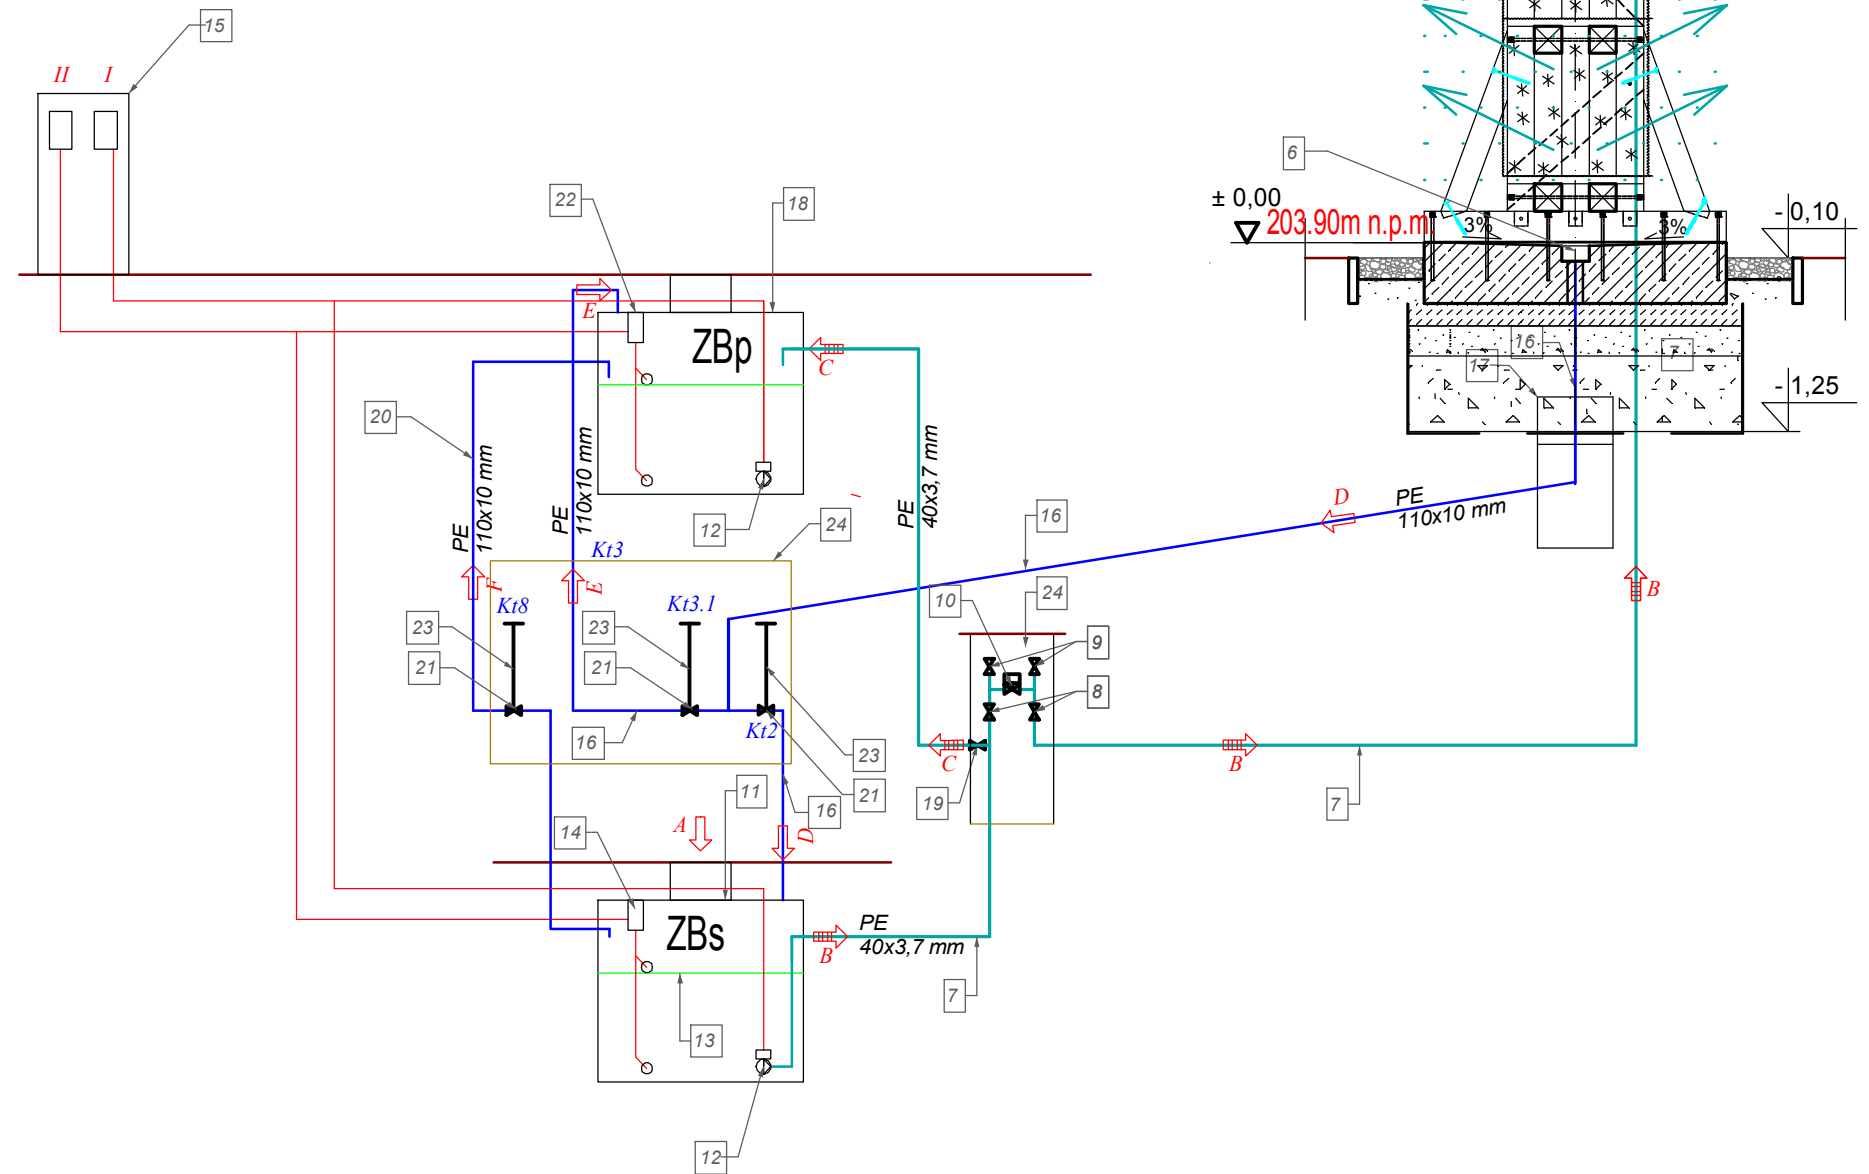 15
II I
6
± 0,00
203.90m n.p.m.
3% 3%
- 0,10
22
18
E
ZBp
C
17
16
7
- 1,25
20
PE
110x10 mm
PE
110x10 mm
PE
40x3,7 mm
12
24
D
PE
110x10 mm
16
Kt3
F
E
Kt8
Kt3.1
10
24
B
23
23
9
21
21
8
16
Kt2
23
C
B
11
16
21
19
7
14
A
D
ZBs
PE
40x3,7 mm
B
7
13
12